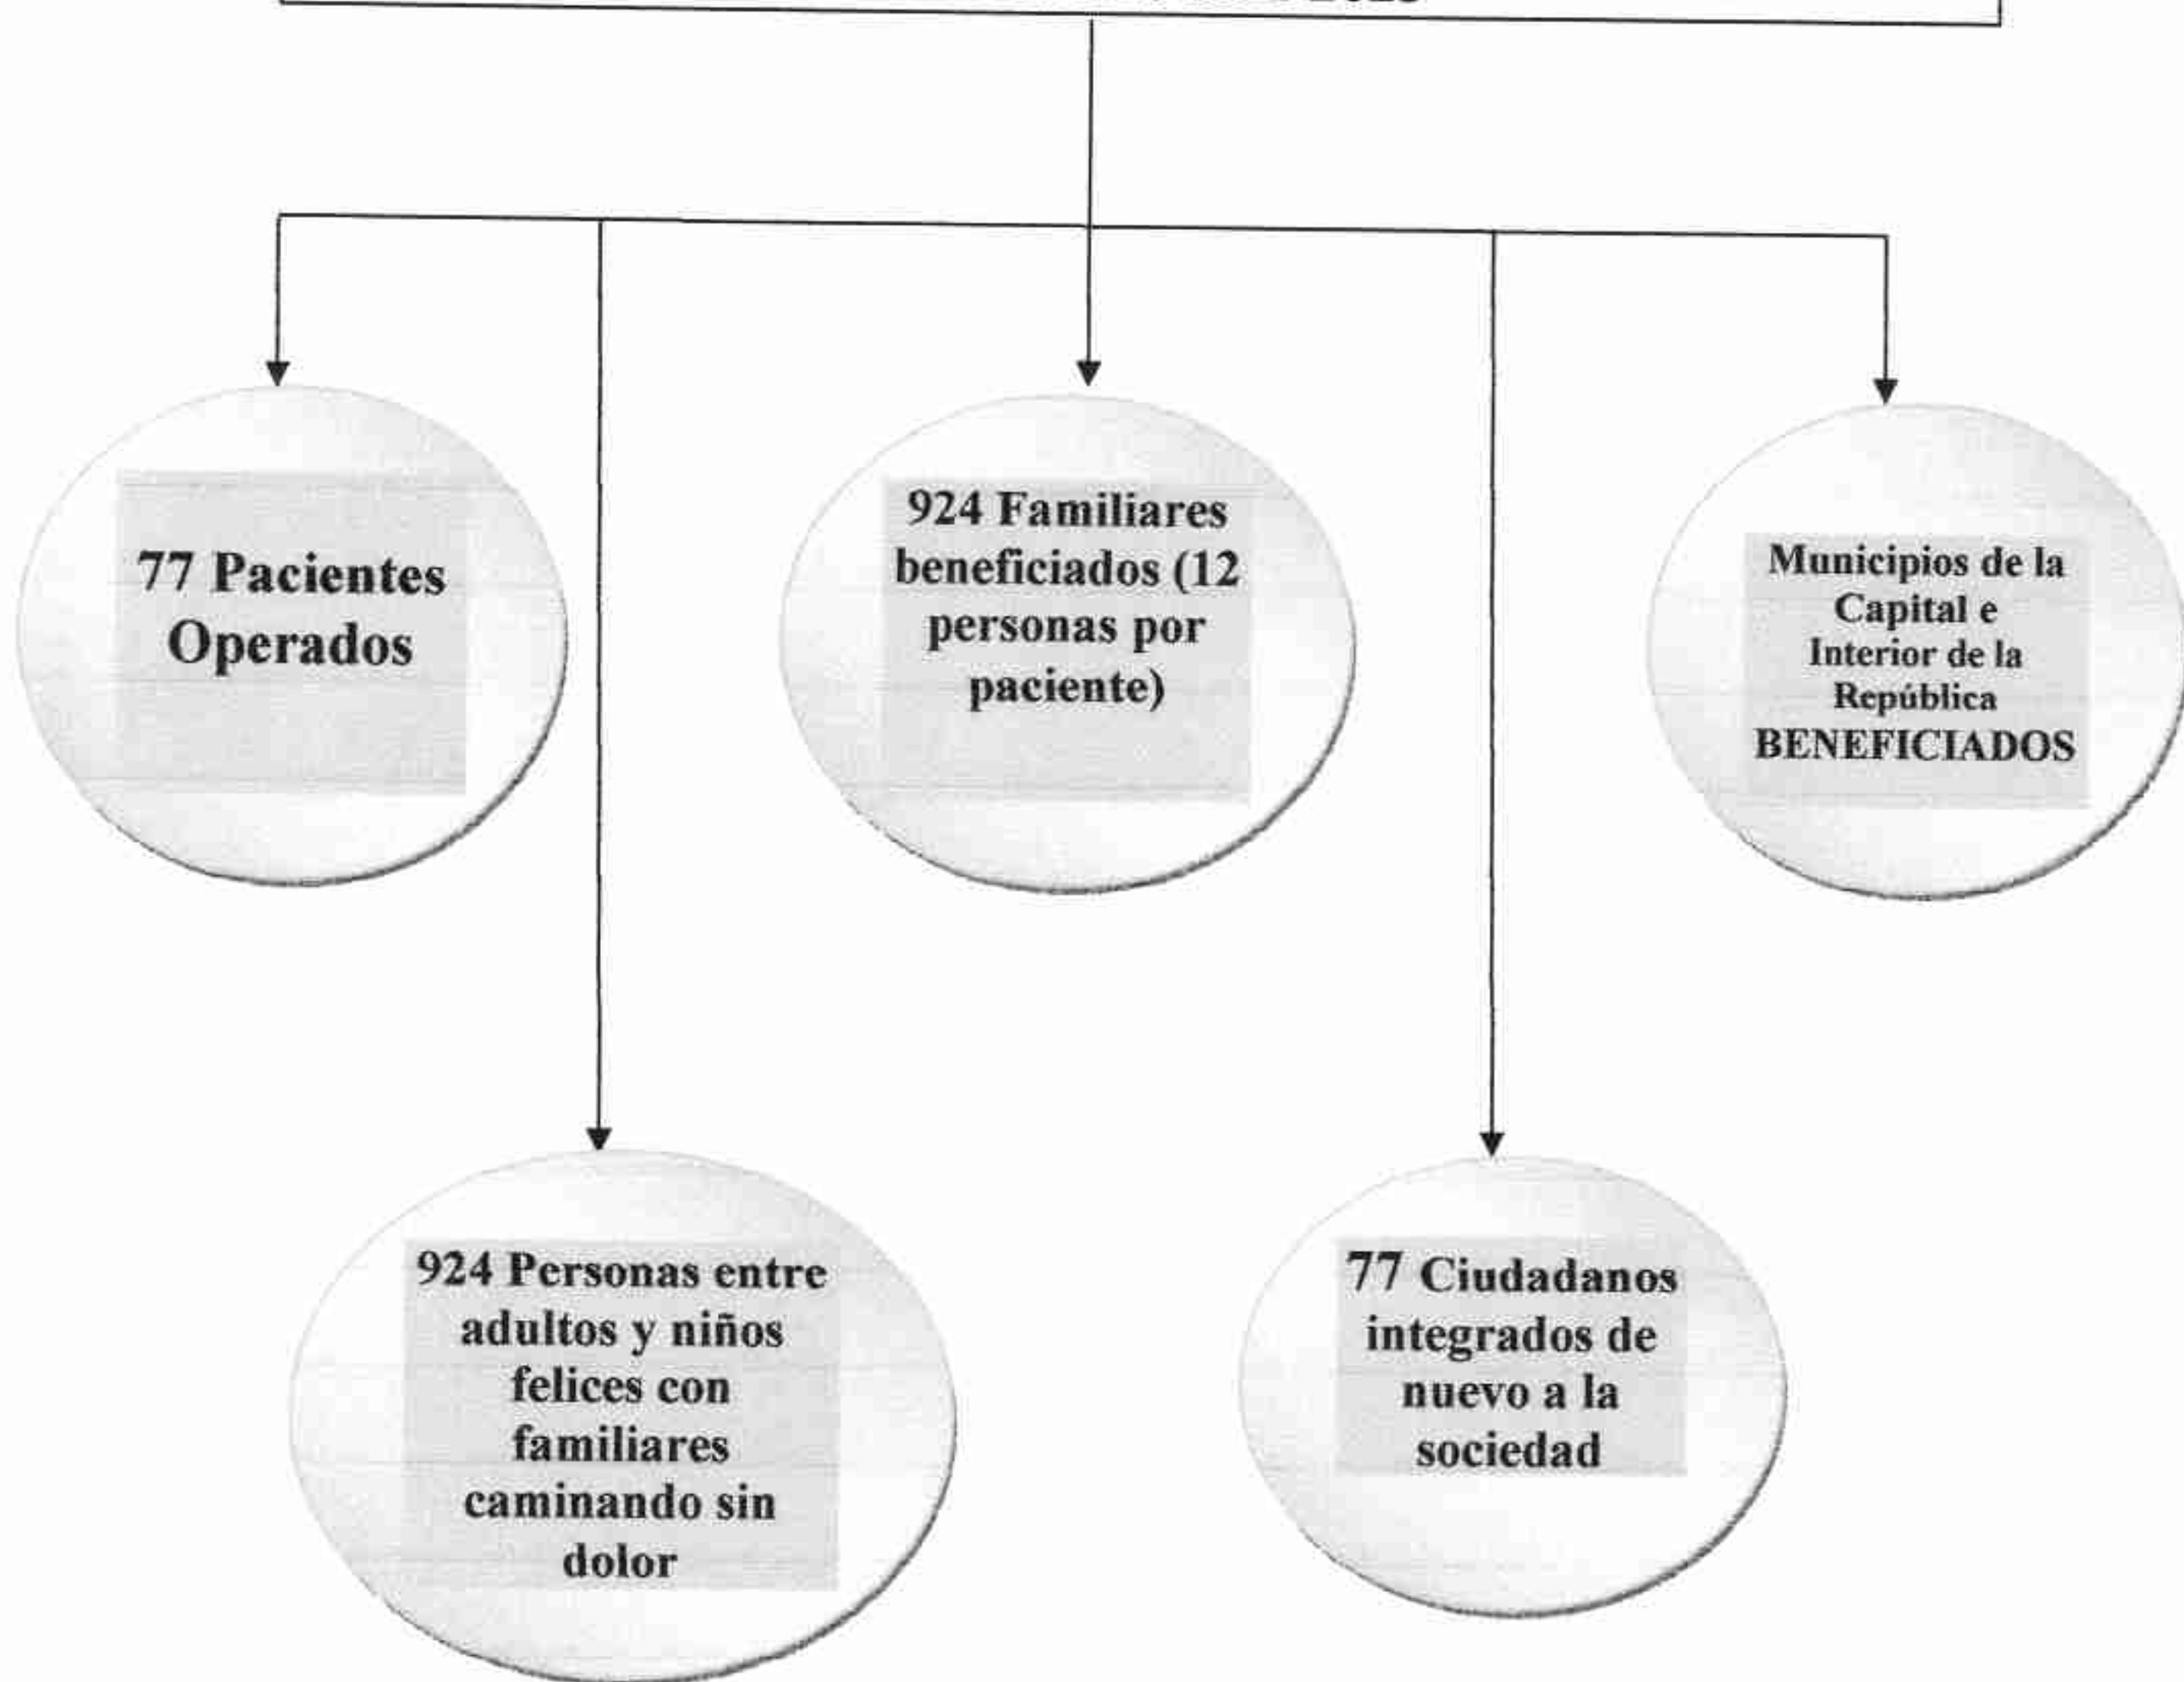 77 Pacientes
Operados
924 Familiares
beneficiados (12
personas por
paciente)
Municipios de la
Capital e
Interior de la
República
BENEFICIADOS
924 Personas entre
adultos y niños
felices con
familiares
caminando sin
dolor
77 Ciudadanos
integrados de
nuevo a la
sociedad